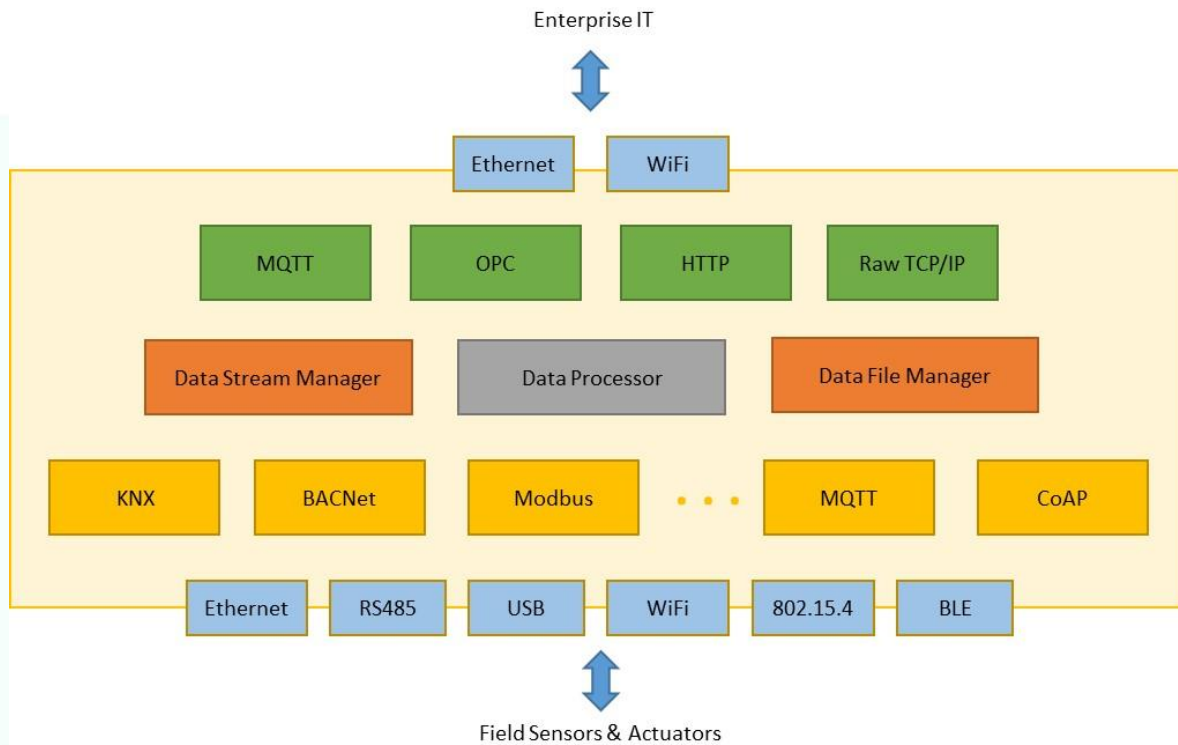 Enterprise IT
Ethernet
WiFi
MQTT
OPC
HTTP
Raw TCP/IP
Data Stream Manager
Data Processor
Data File Manager
KNX
BACNet
Modbus
. . .
MQTT
CoAP
Ethernet
RS485
USB
WiFi
802.15.4
BLE
Field Sensors & Actuators